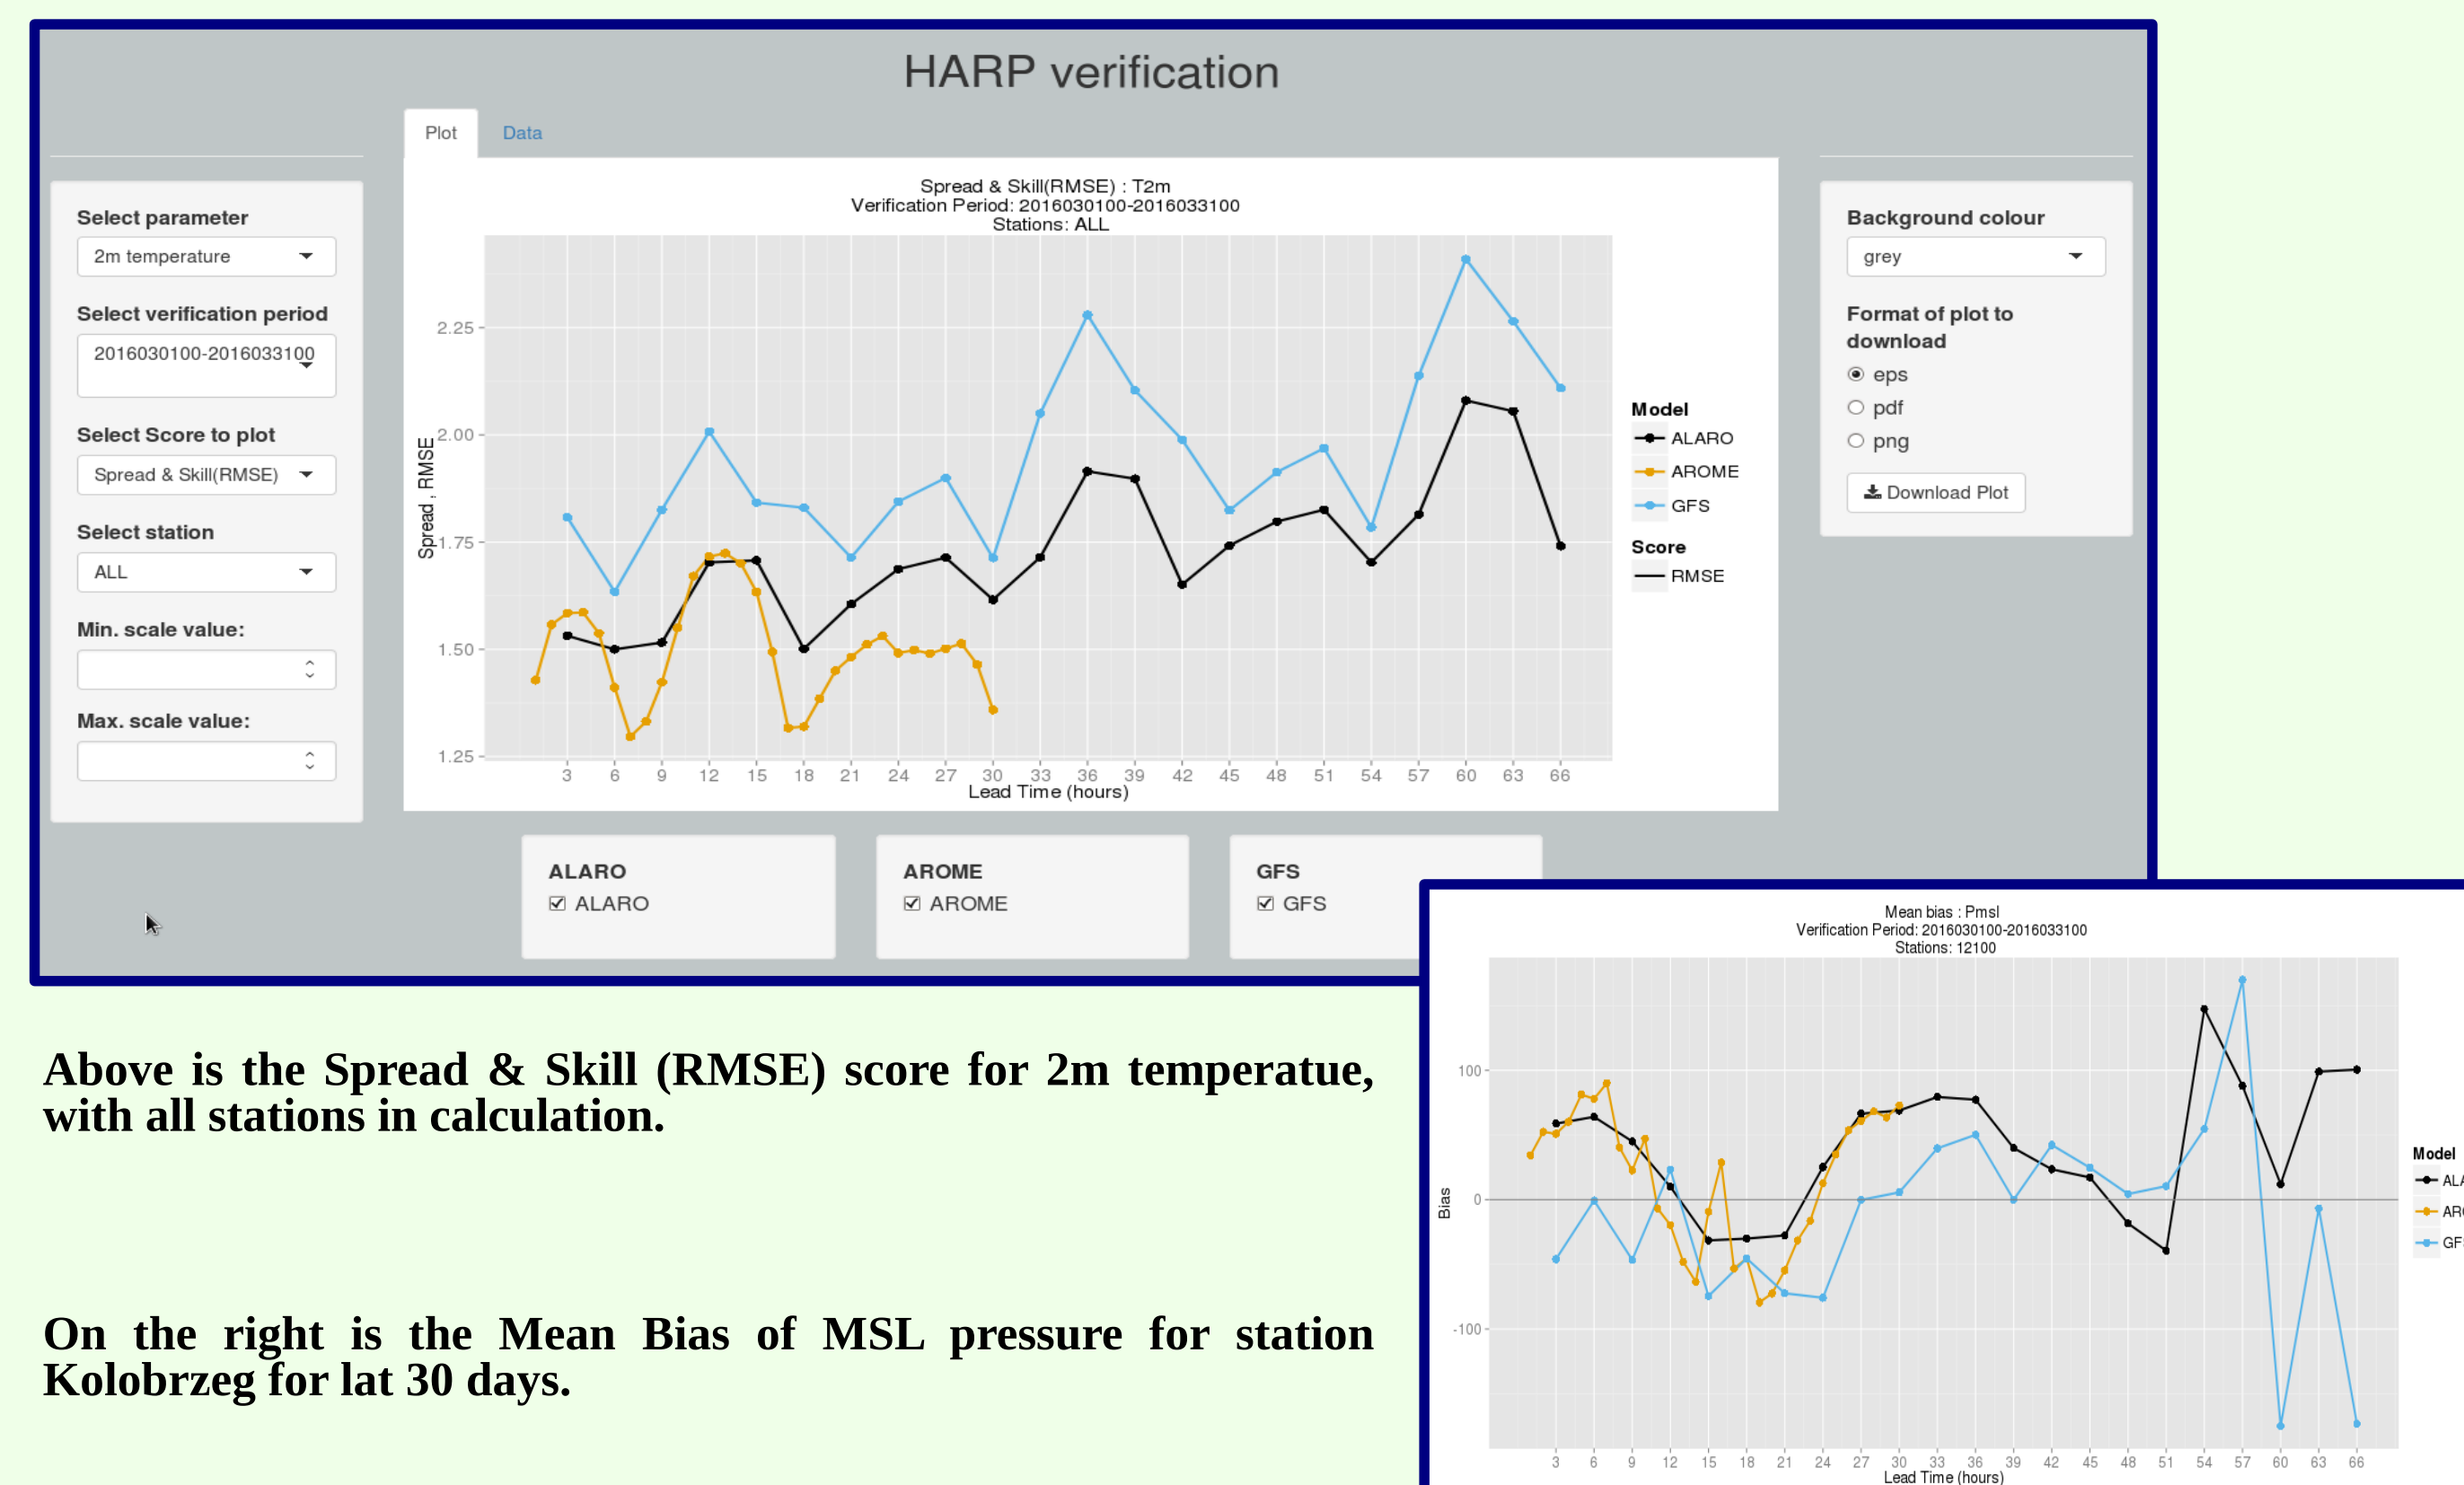 HARP verification
Plot
Data
Select parameter
2m temperature
Select verification period
2016030100-2016033100
Select Score to plot
Spread & Skill(RMSE)
Select station
ALL
Min. scale value:
Max. scale value:
Spread & Skill(RMSE) : T2m
Verification Period: 2016030100-2016033100
Stations: ALL
Spread , RMSE
2.25
2.00
1.75
1.50
1.25
3 6 9 12 15 18 21 24 27 30 33 36 39 42 45 48 51 54 57 60 63 66
Lead Time (hours)
Model
ALARO
AROME
GFS
Score
RMSE
Background colour
grey
Format of plot to
download
eps
pdf
png
Download Plot
ALARO
ALARO
AROME
AROME
GFS
GFS
Above is the Spread & Skill (RMSE) score for 2m temperatue,
with all stations in calculation.
On the right is the Mean Bias of MSL pressure for station
Kolobrzeg for lat 30 days.
Mean bias : Pmsl
Verification Period: 2016030100-2016033100
Stations: 12100
Bias
100
0
-100
3 6 9 12 15 18 21 24 27 30 33 36 39 42 45 48 51 54 57 60 63 66
Lead Time (hours)
Model